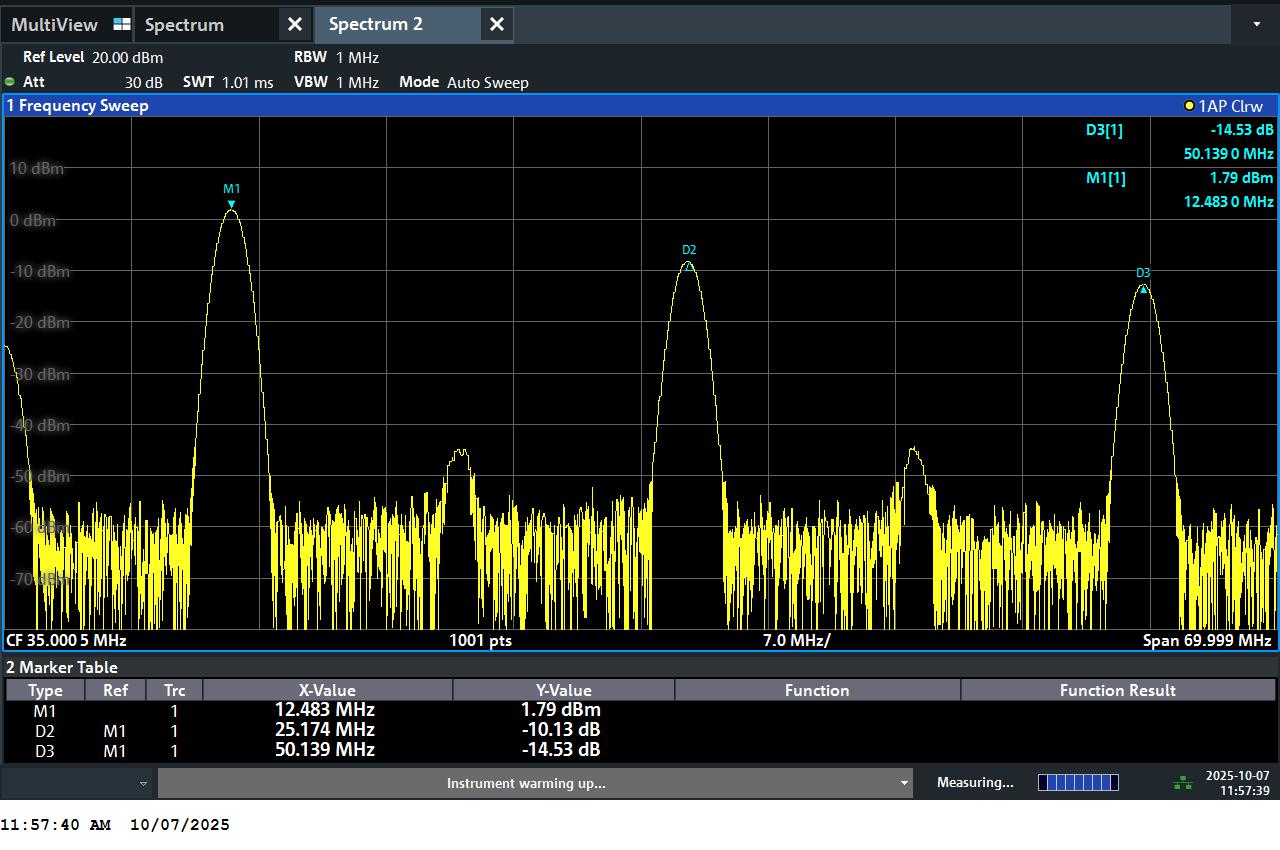 MultiView Spectrum Spectrum 2
Ref Level 20.00 dBm RBW 1 MHz
Att 30 dB SWT 1.01 ms VBW 1 MHz Mode Auto Sweep
1 Frequency Sweep 1AP Clrw
D3[1] -14.53 dB
50.139 0 MHz
M1[1] 1.79 dBm
12.483 0 MHz
10 dBm
M1
0 dBm
D2
-10 dBm
D3
-20 dBm
-30 dBm
-40 dBm
-50 dBm
-60 dBm
-70 dBm
CF 35.000 5 MHz 1001 pts 7.0 MHz/ Span 69.999 MHz
2 Marker Table
Type Ref Trc X-Value Y-Value Function Function Result
M1 1 12.483 MHz 1.79 dBm
D2 M1 1 25.174 MHz -10.13 dB
D3 M1 1 50.139 MHz -14.53 dB
Instrument warming up... Measuring... 2025-10-07
11:57:39
11:57:40 AM 10/07/2025